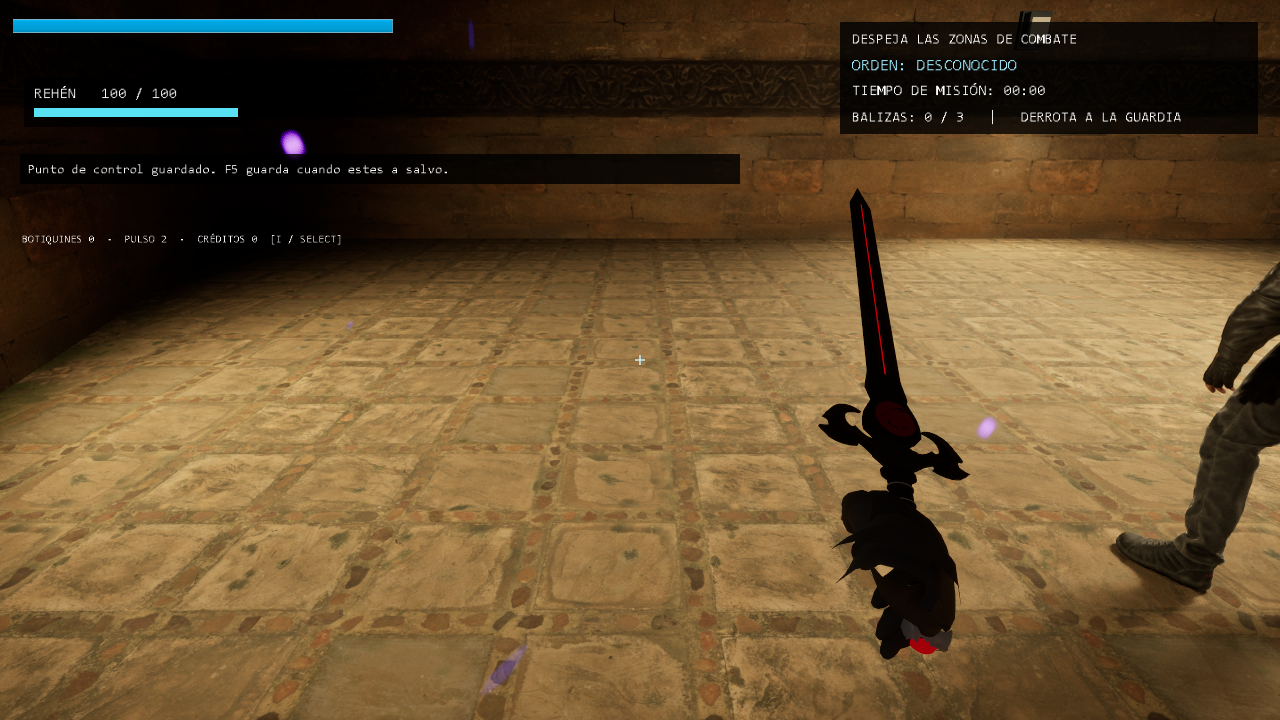 DESPEJA LAS ZONAS DE COMBATE
ORDEN: DESCONOCIDO
TIEMPO DE MISIÓN: 00:00
BALIZAS: 0 / 3 | DERROTA A LA GUARDIA
REHÉN 100 / 100
Punto de control guardado. F5 guarda cuando estes a salvo.
BOTIQUINES 0 · PULSO 2 · CRÉDITOS 0 [I / SELECT]